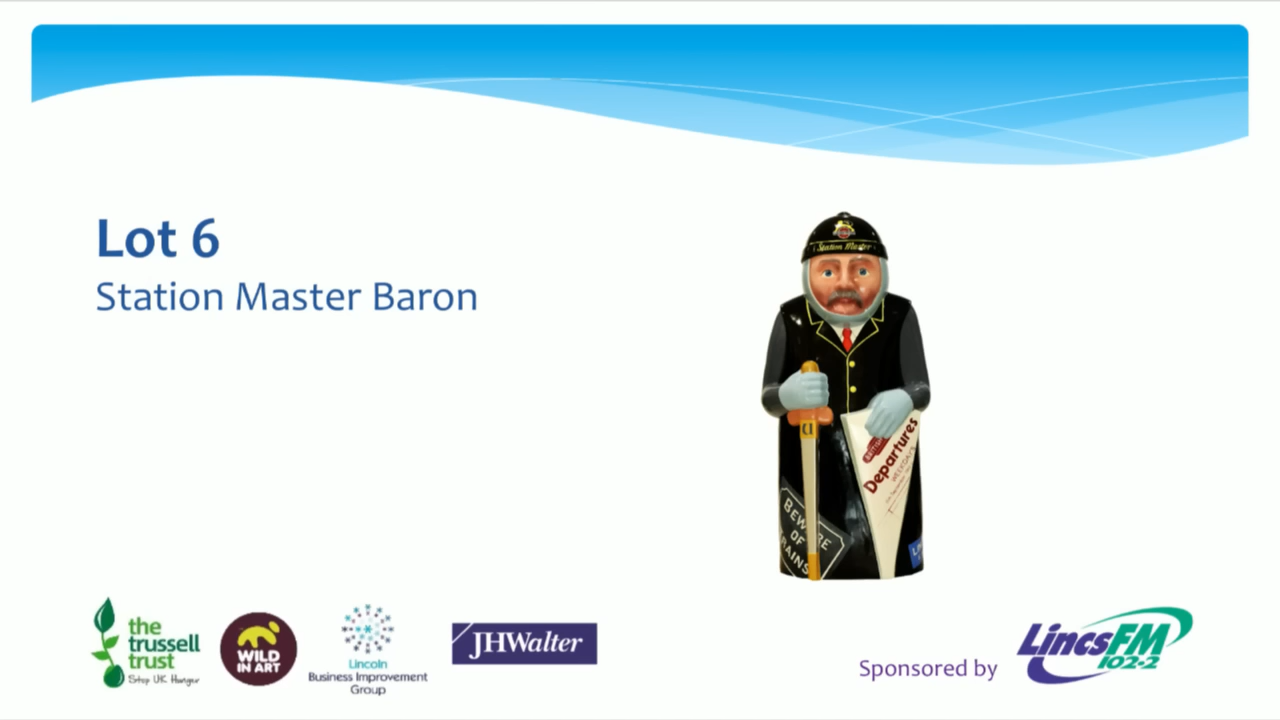 Lot 6
Station Master Baron
Station Master
Departures
WEEKDAYS
BEWARE
OF
TRAINS
the
trussell
trust
Stop UK Hunger
WILD
IN ART
Lincoln
Business Improvement
Group
JHWalter
Sponsored by
LincsFM
102·2